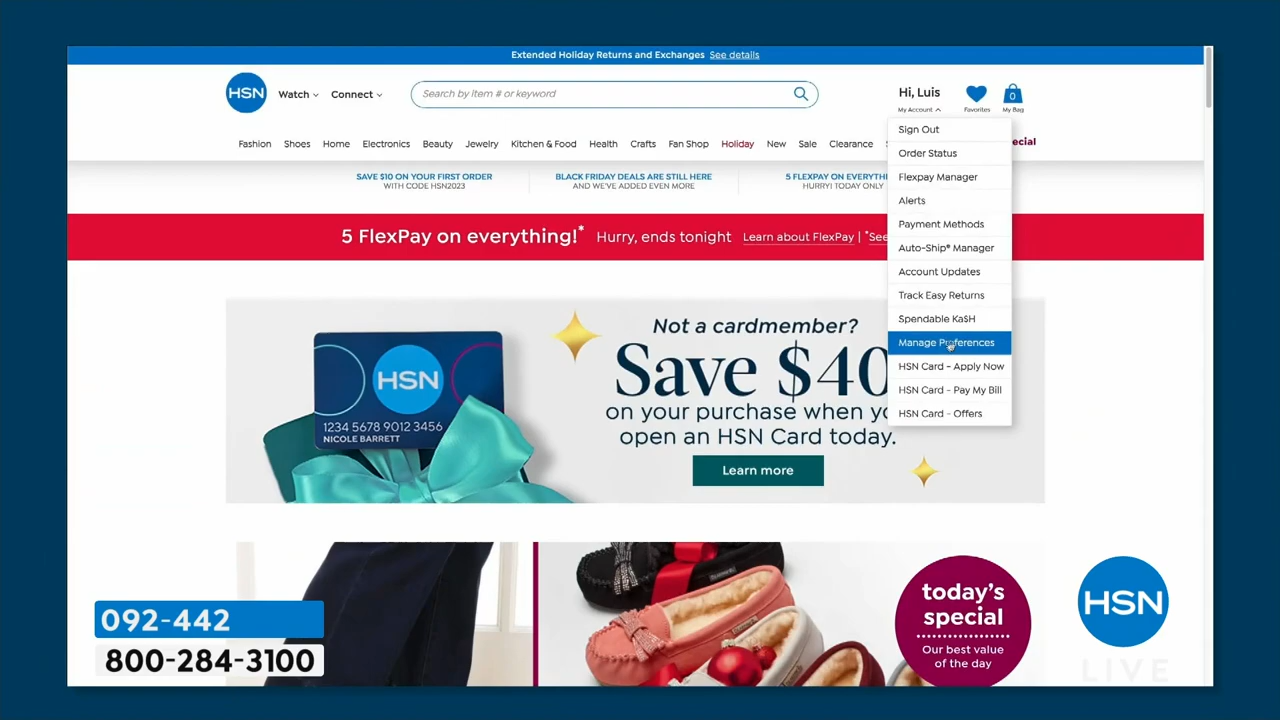 Extended Holiday Returns and Exchanges See details
HSN
Watch
Connect
Search by item # or keyword
Hi, Luis
My Account
Favorites
0
My Bag
Fashion Shoes Home Electronics Beauty Jewelry Kitchen & Food Health Crafts Fan Shop Holiday New Sale Clearance
ecial
Sign Out
Order Status
Flexpay Manager
Alerts
Payment Methods
Auto-Ship® Manager
Account Updates
Track Easy Returns
Spendable Ka$H
Manage Preferences
HSN Card - Apply Now
HSN Card - Pay My Bill
HSN Card - Offers
SAVE $10 ON YOUR FIRST ORDER
WITH CODE HSN2023
BLACK FRIDAY DEALS ARE STILL HERE
AND WE'VE ADDED EVEN MORE
5 FLEXPAY ON EVERYTHI
HURRY! TODAY ONLY
5 FlexPay on everything!* Hurry, ends tonight Learn about FlexPay | *See
Not a cardmember?
Save $40
on your purchase when yo
open an HSN Card today.
Learn more
HSN
1234 5678 9012 3456
NICOLE BARRETT
today's
special
Our best value
of the day
HSN
LIVE
092-442
800-284-3100